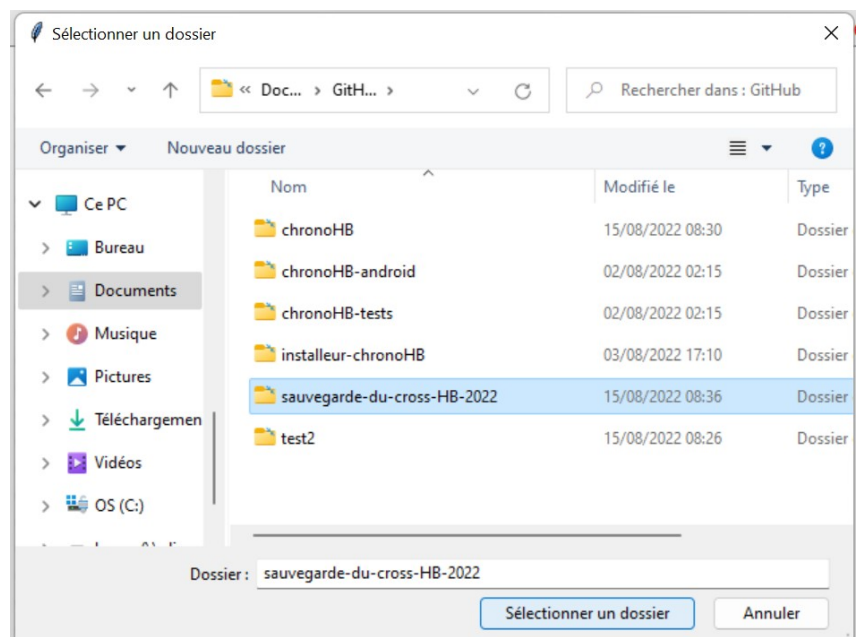 Sélectionner un dossier
« Doc... › GitH... ›
Rechercher dans : GitHub
Organiser
Nouveau dossier
Nom
Modifié le
Type
Ce PC
Bureau
Documents
Musique
Pictures
Téléchargemen
Vidéos
OS (C:)
chronoHB 15/08/2022 08:30 Dossier
chronoHB-android 02/08/2022 02:15 Dossier
chronoHB-tests 02/08/2022 02:15 Dossier
installeur-chronoHB 03/08/2022 17:10 Dossier
sauvegarde-du-cross-HB-2022 15/08/2022 08:36 Dossier
test2 15/08/2022 08:26 Dossier
Dossier : sauvegarde-du-cross-HB-2022
Sélectionner un dossier
Annuler